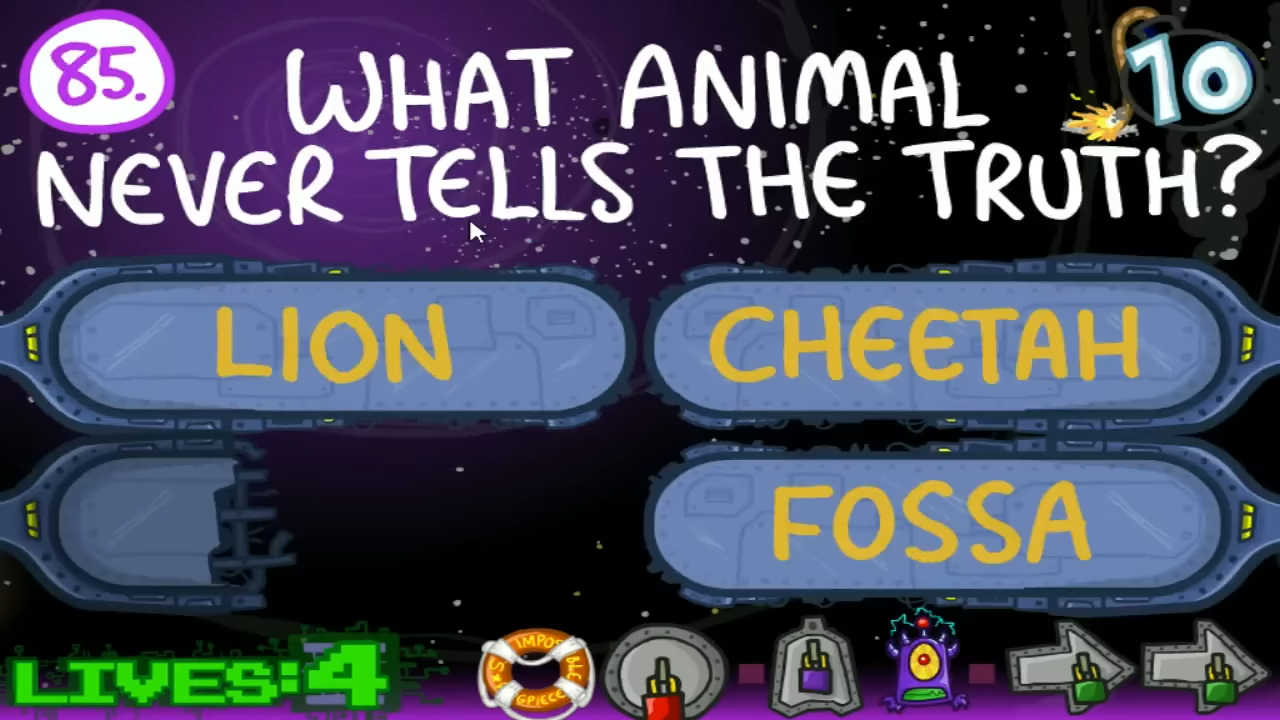 85.
WHAT ANIMAL
NEVER TELLS THE TRUTH?
10
LION
CHEETAH
FOSSA
LIVES:4